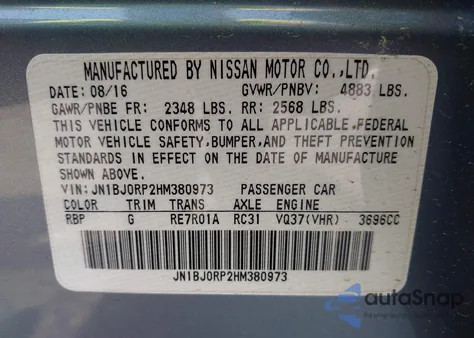 MANUFACTURED BY NISSAN MOTOR CO.,LTD.
DATE: 08/16 GVWR/PNBV: 4883 LBS.
GAWR/PNBE FR: 2348 LBS. RR: 2568 LBS.
THIS VEHICLE CONFORMS TO ALL APPLICABLE,FEDERAL
MOTOR VEHICLE SAFETY,BUMPER,AND THEFT PREVENTION
STANDARDS IN EFFECT ON THE DATE OF MANUFACTURE
SHOWN ABOVE.
VIN: JN1BJ0RP2HM380973 PASSENGER CAR
COLOR TRIM TRANS AXLE ENGINE
RBP G RE7R01A RC31 VQ37(VHR) 3696CC
JN1BJ0RP2HM380973
autoSnap